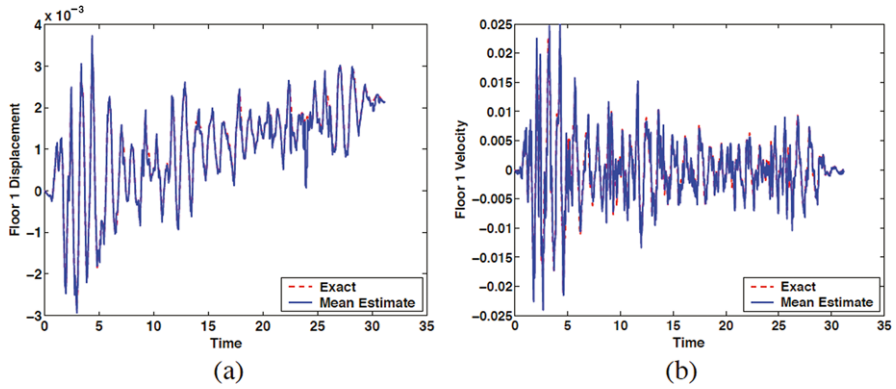 4 × 10⁻³
3
2
1
0
−1
−2
−3
Floor 1 Displacement
0 5 10 15 20 25 30 35
Time
Exact
Mean Estimate
(a)
0.025
0.02
0.015
0.01
0.005
0
−0.005
−0.01
−0.015
−0.02
−0.025
Floor 1 Velocity
0 5 10 15 20 25 30 35
Time
Exact
Mean Estimate
(b)